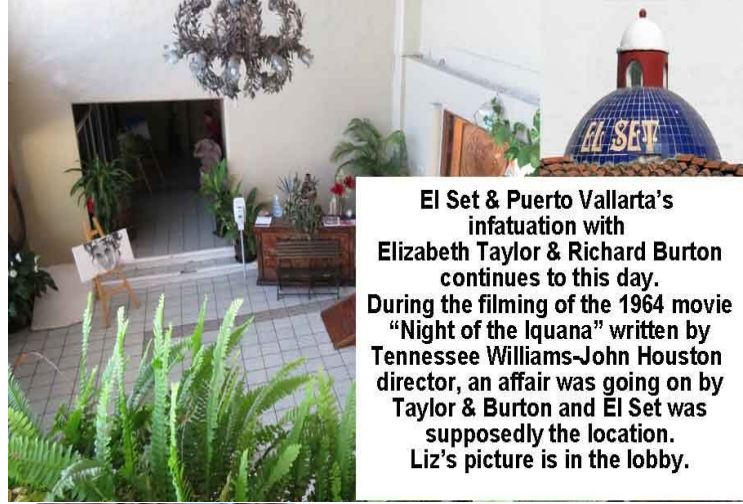 EL SET
El Set & Puerto Vallarta's
infatuation with
Elizabeth Taylor & Richard Burton
continues to this day.
During the filming of the 1964 movie
“Night of the Iquana” written by
Tennessee Williams-John Houston
director, an affair was going on by
Taylor & Burton and El Set was
supposedly the location.
Liz's picture is in the lobby.